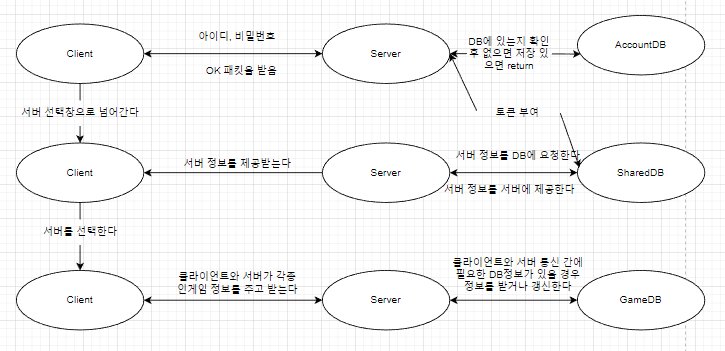 Client
아이디, 비밀번호
OK 패킷을 받음
Server
DB에 있는지 확인
후 없으면 저장 있
으면 return
AccountDB
서버 선택창으로 넘어간다
토큰 부여
Client
서버 정보를 제공받는다
Server
서버 정보를 DB에 요청한다
서버 정보를 서버에 제공한다
SharedDB
서버를 선택한다
Client
클라이언트와 서버가 각종
인게임 정보를 주고 받는다
Server
클라이언트와 서버 통신 간에
필요한 DB정보가 있을 경우
정보를 받거나 갱신한다
GameDB